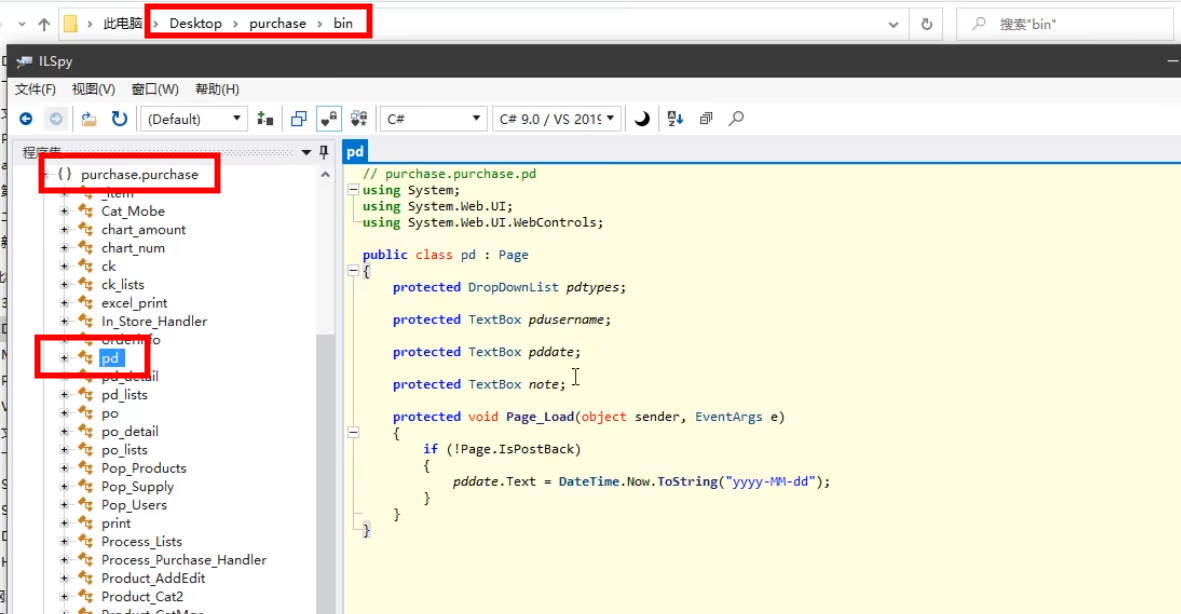 此电脑 > Desktop > purchase > bin
搜索"bin"
ILSpy
文件(F) 视图(V) 窗口(W) 帮助(H)
(Default) C# C# 9.0 / VS 2019
程序集
{ } purchase.purchase
_item
Cat_Mobe
chart_amount
chart_num
ck
ck_lists
excel_print
In_Store_Handler
orderinfo
pd
pd_detail
pd_lists
po
po_detail
po_lists
Pop_Products
Pop_Supply
Pop_Users
print
Process_Lists
Process_Purchase_Handler
Product_AddEdit
Product_Cat2
Product_CatMgr
pd
// purchase.purchase.pd
using System;
using System.Web.UI;
using System.Web.UI.WebControls;
public class pd : Page
{
protected DropDownList pdtypes;
protected TextBox pdusername;
protected TextBox pddate;
protected TextBox note;
protected void Page_Load(object sender, EventArgs e)
{
if (!Page.IsPostBack)
{
pddate.Text = DateTime.Now.ToString("yyyy-MM-dd");
}
}
}